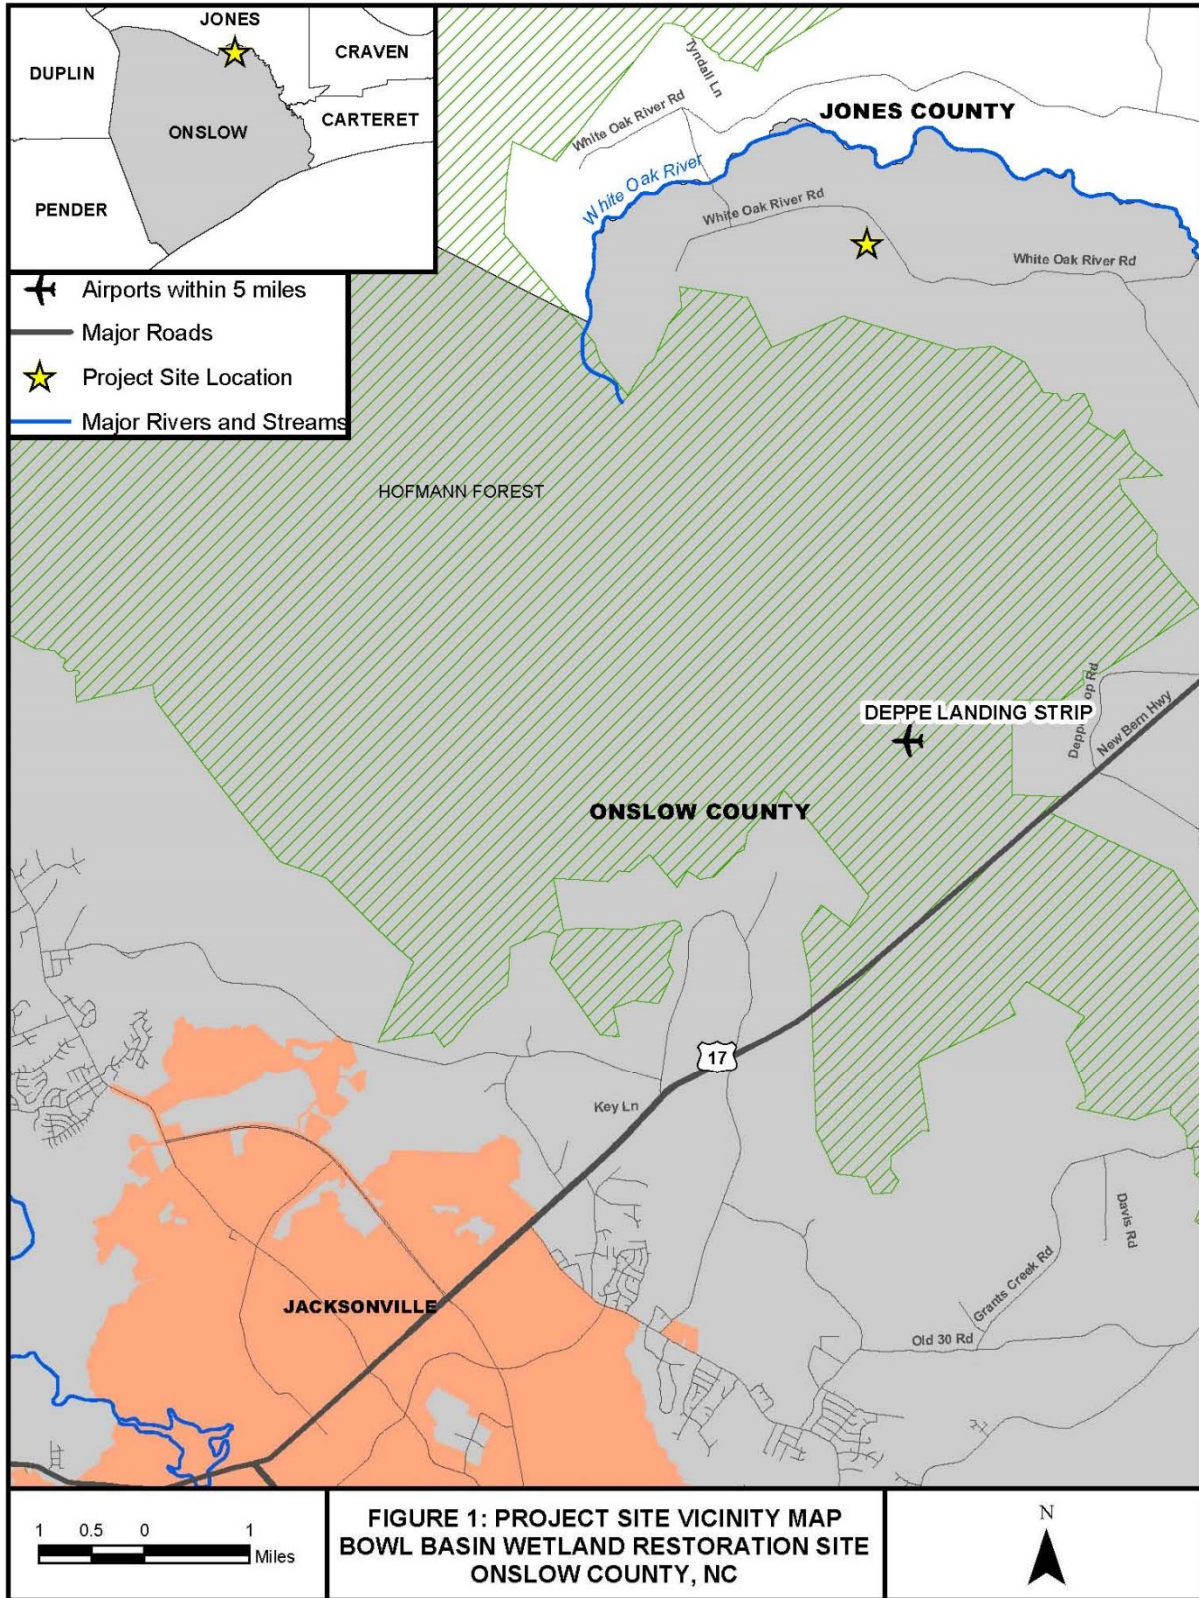 JONES
DUPLIN
CRAVEN
CARTERET
ONSLOW
PENDER
Airports within 5 miles
Major Roads
Project Site Location
Major Rivers and Streams
Tyndall Ln
White Oak River Rd
JONES COUNTY
White Oak River
White Oak River Rd
White Oak River Rd
HOFMANN FOREST
DEPPE LANDING STRIP
New Bern Hwy
ONSLOW COUNTY
17
Key Ln
Davis Rd
Grants Creek Rd
Old 30 Rd
JACKSONVILLE
1 0.5 0 1
Miles
FIGURE 1: PROJECT SITE VICINITY MAP
BOWL BASIN WETLAND RESTORATION SITE
ONSLOW COUNTY, NC
N